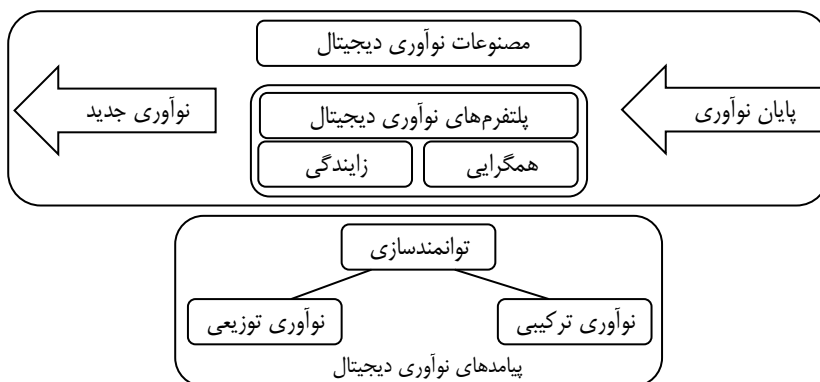 مصنوعات نوآوری دیجیتال
پایان نوآوری
پلتفرم‌های نوآوری دیجیتال
نوآوری جدید
همگرایی
زایندگی
توانمندسازی
نوآوری ترکیبی
نوآوری توزیعی
پیامدهای نوآوری دیجیتال